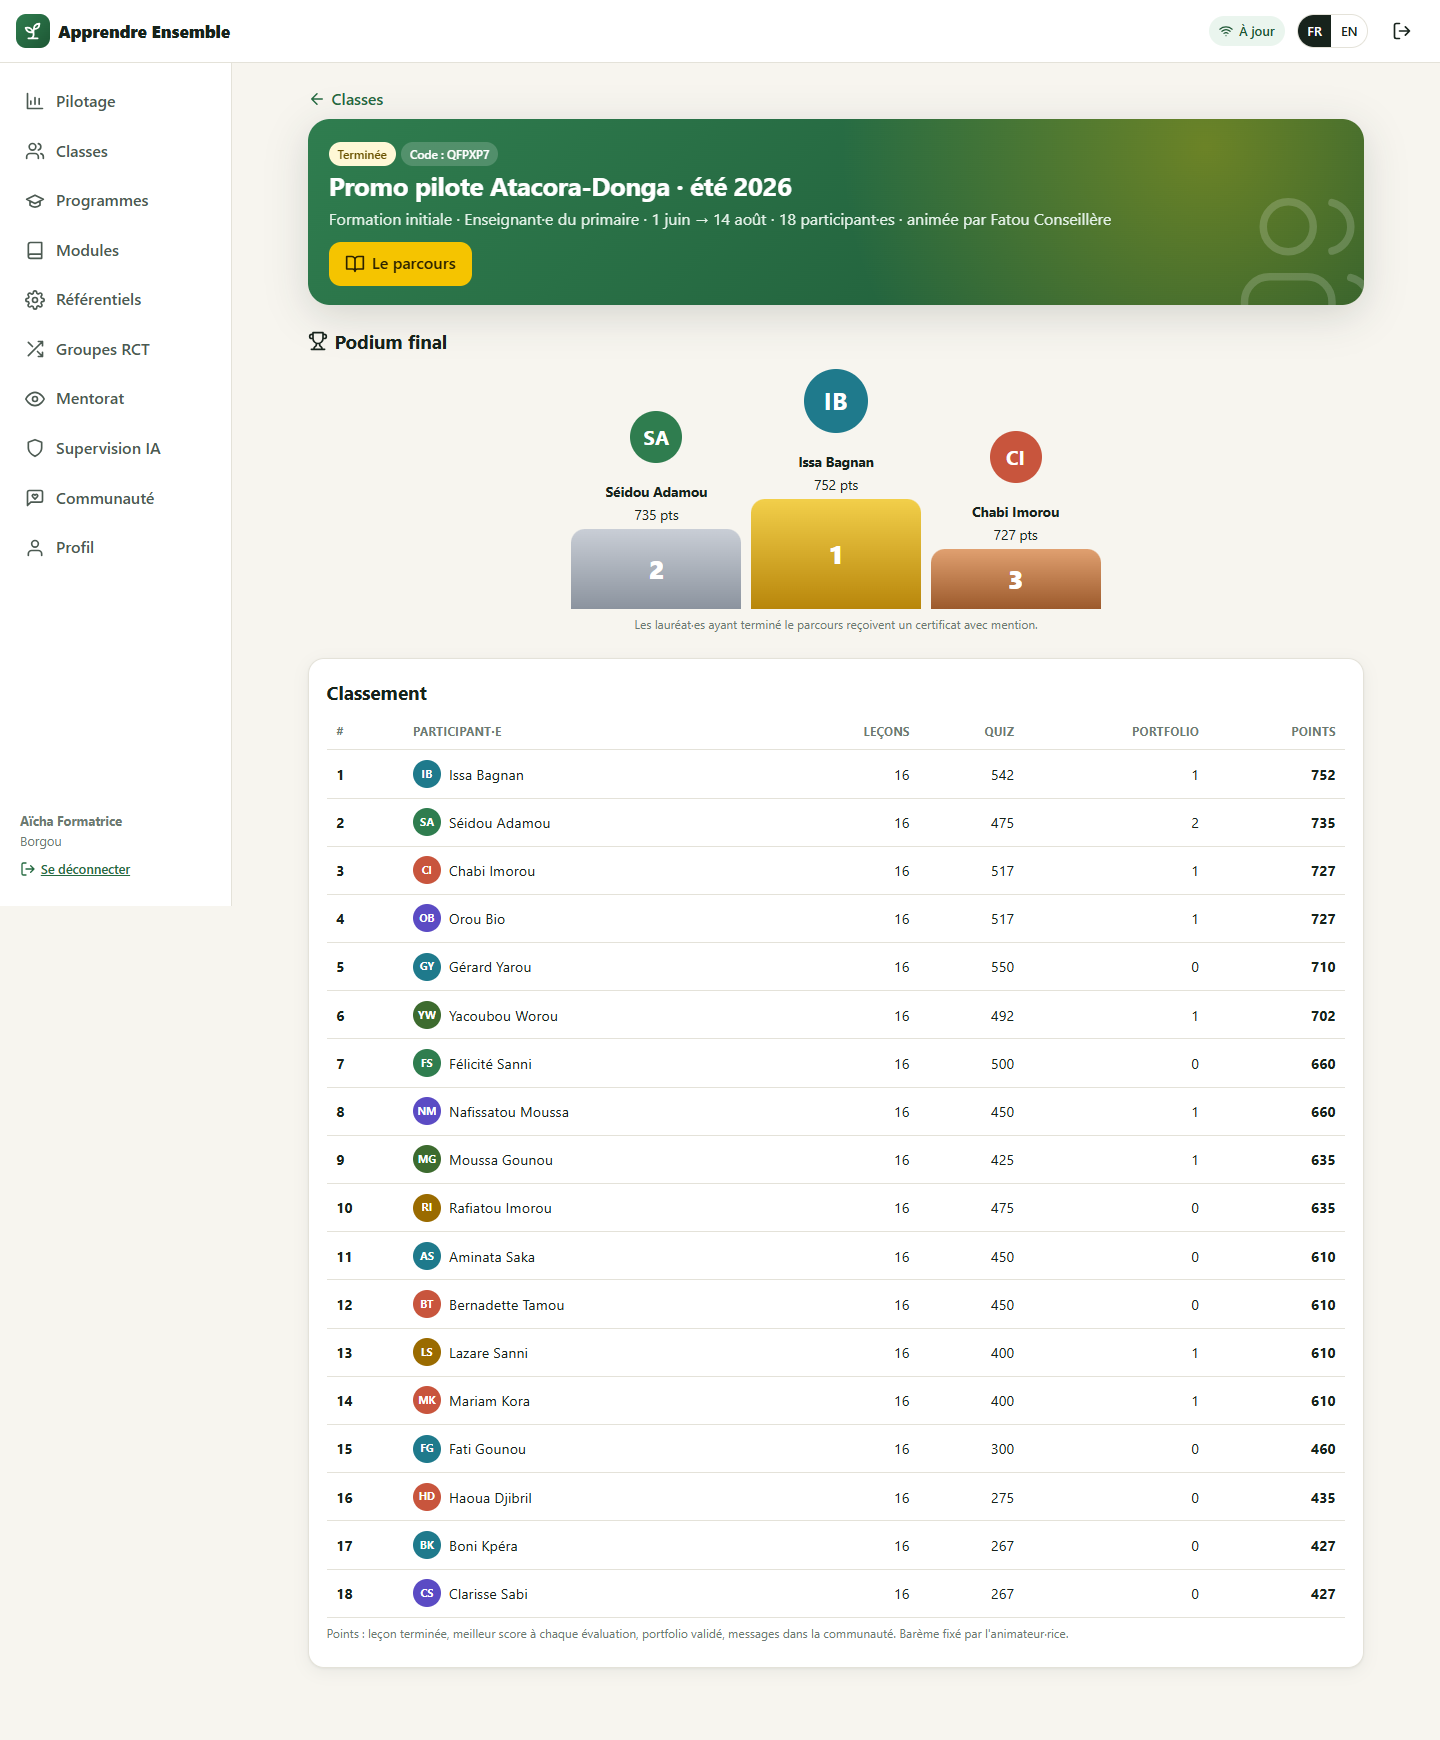 Apprendre Ensemble
À jour
FR EN
Pilotage
Classes
Programmes
Modules
Référentiels
Groupes RCT
Mentorat
Supervision IA
Communauté
Profil
Aïcha Formatrice
Borgou
Se déconnecter
← Classes
Terminée Code : QFPXP7
Promo pilote Atacora-Donga · été 2026
Formation initiale · Enseignant·e du primaire · 1 juin → 14 août · 18 participant·es · animée par Fatou Conseillère
Le parcours
Podium final
SA
Séidou Adamou
735 pts
2
IB
Issa Bagnan
752 pts
1
CI
Chabi Imorou
727 pts
3
Les lauréat·es ayant terminé le parcours reçoivent un certificat avec mention.
Classement
# PARTICIPANT·E LEÇONS QUIZ PORTFOLIO POINTS
1 IB Issa Bagnan 16 542 1 752
2 SA Séidou Adamou 16 475 2 735
3 CI Chabi Imorou 16 517 1 727
4 OB Orou Bio 16 517 1 727
5 GY Gérard Yarou 16 550 0 710
6 YW Yacoubou Worou 16 492 1 702
7 FS Félicité Sanni 16 500 0 660
8 NM Nafissatou Moussa 16 450 1 660
9 MG Moussa Gounou 16 425 1 635
10 RI Rafiatou Imorou 16 475 0 635
11 AS Aminata Saka 16 450 0 610
12 BT Bernadette Tamou 16 450 0 610
13 LS Lazare Sanni 16 400 1 610
14 MK Mariam Kora 16 400 1 610
15 FG Fati Gounou 16 300 0 460
16 HD Haoua Djibril 16 275 0 435
17 BK Boni Kpéra 16 267 0 427
18 CS Clarisse Sabi 16 267 0 427
Points : leçon terminée, meilleur score à chaque évaluation, portfolio validé, messages dans la communauté. Barème fixé par l'animateur·rice.